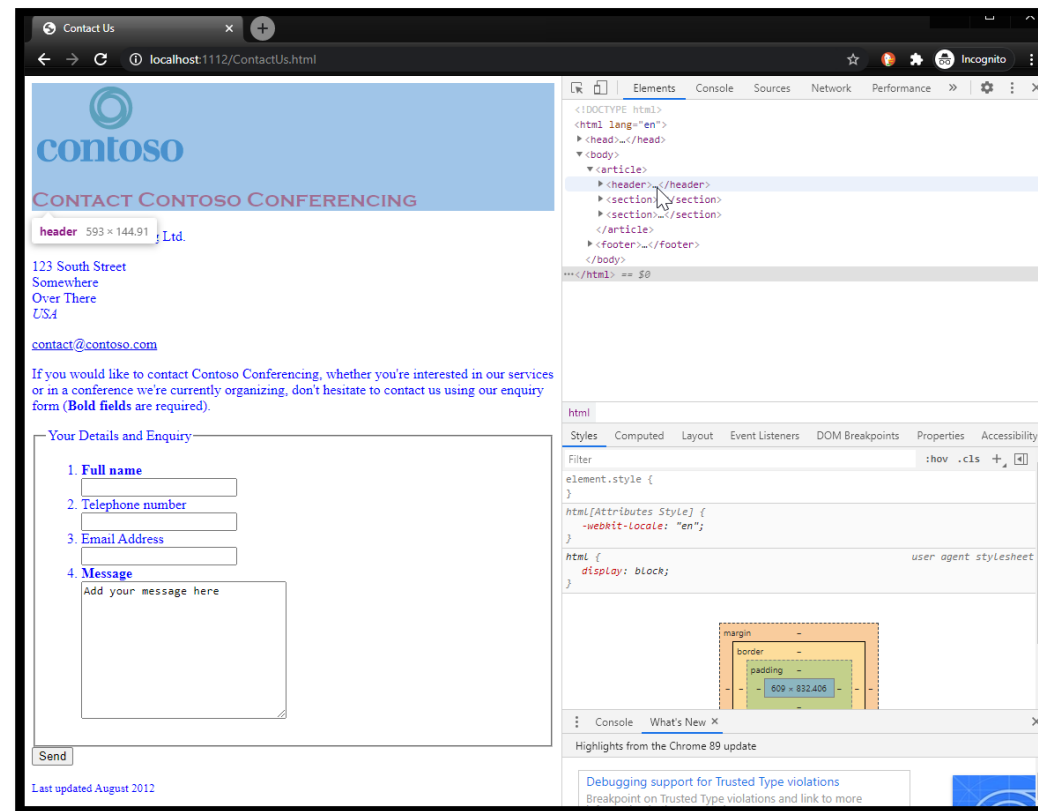 Contact Us
localhost:1112/ContactUs.html
Incognito
contoso
Contact Contoso Conferencing
header 593 × 144.91
g Ltd.
123 South Street
Somewhere
Over There
USA
contact@contoso.com
If you would like to contact Contoso Conferencing, whether you're interested in our services
or in a conference we're currently organizing, don't hesitate to contact us using our enquiry
form (Bold fields are required).
Your Details and Enquiry
1. Full name
2. Telephone number
3. Email Address
4. Message
Add your message here
Send
Last updated August 2012
Elements Console Sources Network Performance »
<!DOCTYPE html>
<html lang="en">
<head>…</head>
<body>
<article>
<header>…</header>
<section>…</section>
<section>…</section>
</article>
<footer>…</footer>
</body>
…</html> == $0
html
Styles Computed Layout Event Listeners DOM Breakpoints Properties Accessibility
Filter :hov .cls +
element.style {
}
html[Attributes Style] {
-webkit-locale: "en";
}
html { user agent stylesheet
display: block;
}
margin -
border -
padding -
- - - 609 × 832.406 - - -
-
Console What's New ×
Highlights from the Chrome 89 update
Debugging support for Trusted Type violations
Breakpoint on Trusted Type violations and link to more